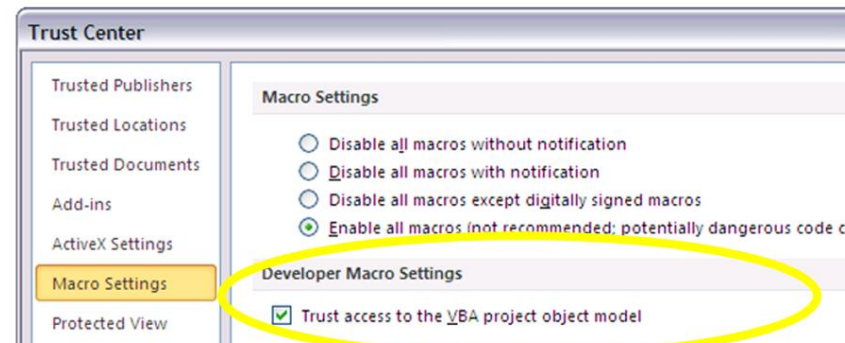 Trust Center
Trusted Publishers
Trusted Locations
Trusted Documents
Add-ins
ActiveX Settings
Macro Settings
Protected View
Macro Settings
Disable all macros without notification
Disable all macros with notification
Disable all macros except digitally signed macros
Enable all macros (not recommended; potentially dangerous code c
Developer Macro Settings
Trust access to the VBA project object model